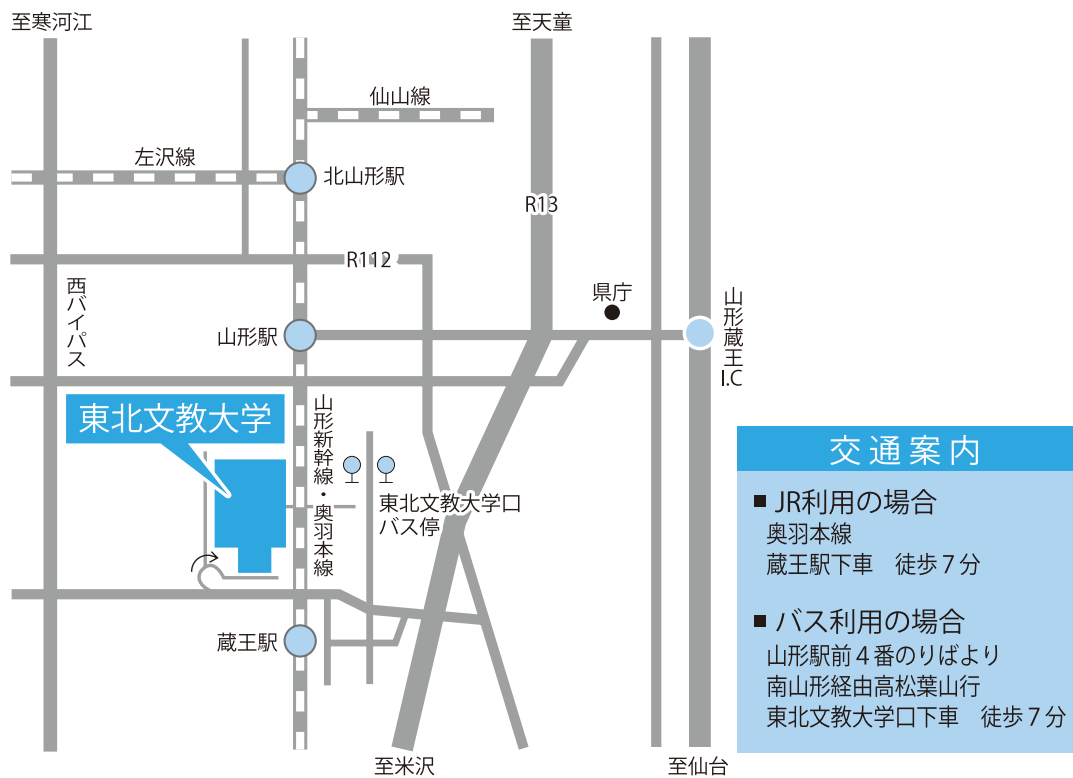 至寒河江
至天童
仙山線
左沢線
北山形駅
R13
R112
西バイパス
県庁
山形蔵王
I.C
山形駅
東北文教大学
山形新幹線・奥羽本線
東北文教大学口
バス停
蔵王駅
至米沢
至仙台
交通案内
■ JR利用の場合
奥羽本線
蔵王駅下車　徒歩7分
■ バス利用の場合
山形駅前4番のりばより
南山形経由高松葉山行
東北文教大学口下車　徒歩7分